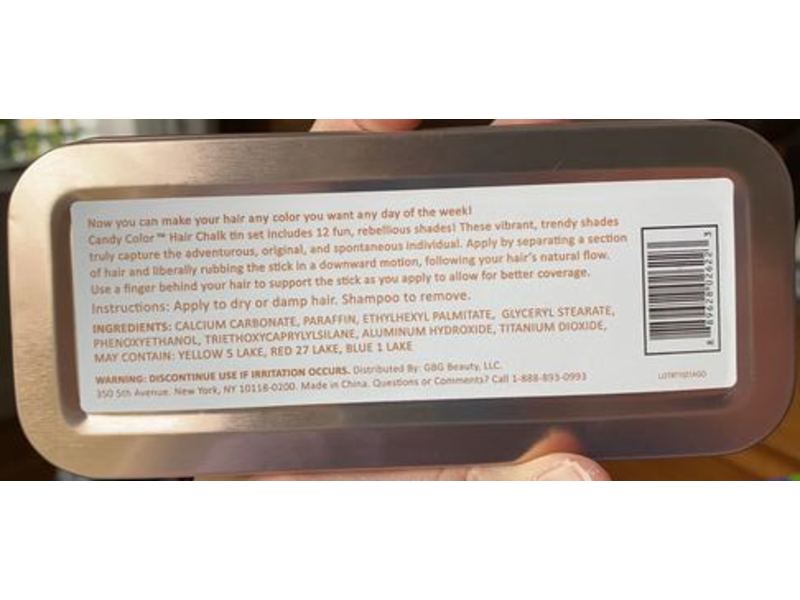 Now you can make your hair any color you want any day of the week!
Candy Color™ Hair Chalk tin set includes 12 fun, rebellious shades! These vibrant, trendy shades
truly capture the adventurous, original, and spontaneous individual. Apply by separating a section
of hair and liberally rubbing the stick in a downward motion, following your hair's natural flow.
Use a finger behind your hair to support the stick as you apply to allow for better coverage.
Instructions: Apply to dry or damp hair. Shampoo to remove.
INGREDIENTS: CALCIUM CARBONATE, PARAFFIN, ETHYLHEXYL PALMITATE, GLYCERYL STEARATE,
PHENOXYETHANOL, TRIETHOXYCAPRYLYLSILANE, ALUMINUM HYDROXIDE, TITANIUM DIOXIDE,
MAY CONTAIN: YELLOW 5 LAKE, RED 27 LAKE, BLUE 1 LAKE
WARNING: DISCONTINUE USE IF IRRITATION OCCURS. Distributed By: GBG Beauty, LLC.
350 5th Avenue. New York, NY 10118-0200. Made in China. Questions or Comments? Call 1-888-893-0993
8 89628 02622 3